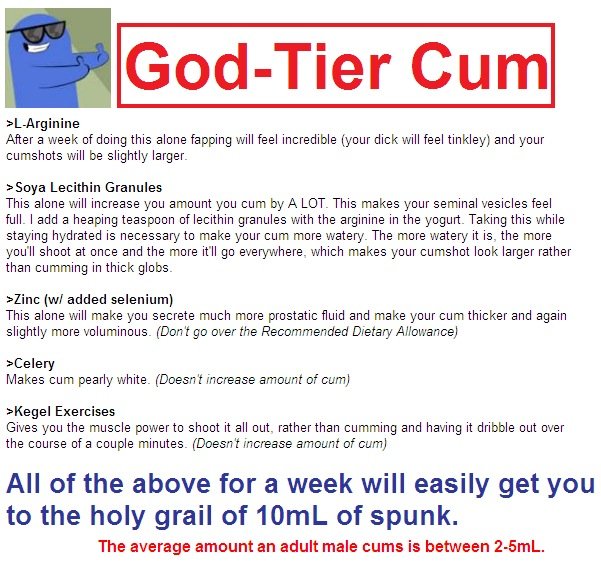 God-Tier Cum
>L-Arginine
After a week of doing this alone fapping will feel incredible (your dick will feel tinkley) and your
cumshots will be slightly larger.
>Soya Lecithin Granules
This alone will increase you amount you cum by A LOT. This makes your seminal vesicles feel
full. I add a heaping teaspoon of lecithin granules with the arginine in the yogurt. Taking this while
staying hydrated is necessary to make your cum more watery. The more watery it is, the more
you'll shoot at once and the more it'll go everywhere, which makes your cumshot look larger rather
than cumming in thick globs.
>Zinc (w/ added selenium)
This alone will make you secrete much more prostatic fluid and make your cum thicker and again
slightly more voluminous. (Don't go over the Recommended Dietary Allowance)
>Celery
Makes cum pearly white. (Doesn't increase amount of cum)
>Kegel Exercises
Gives you the muscle power to shoot it all out, rather than cumming and having it dribble out over
the course of a couple minutes. (Doesn't increase amount of cum)
All of the above for a week will easily get you
to the holy grail of 10mL of spunk.
The average amount an adult male cums is between 2-5mL.